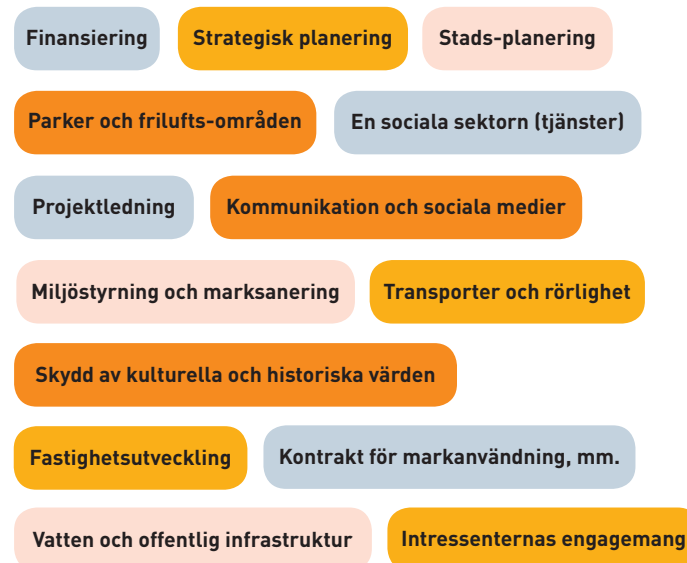 Finansiering Strategisk planering Stads-planering
Parker och frilufts-områden En sociala sektorn (tjänster)
Projektledning Kommunikation och sociala medier
Miljöstyrning och marksanering Transporter och rörlighet
Skydd av kulturella och historiska värden
Fastighetsutveckling Kontrakt för markanvändning, mm.
Vatten och offentlig infrastruktur Intressenternas engagemang